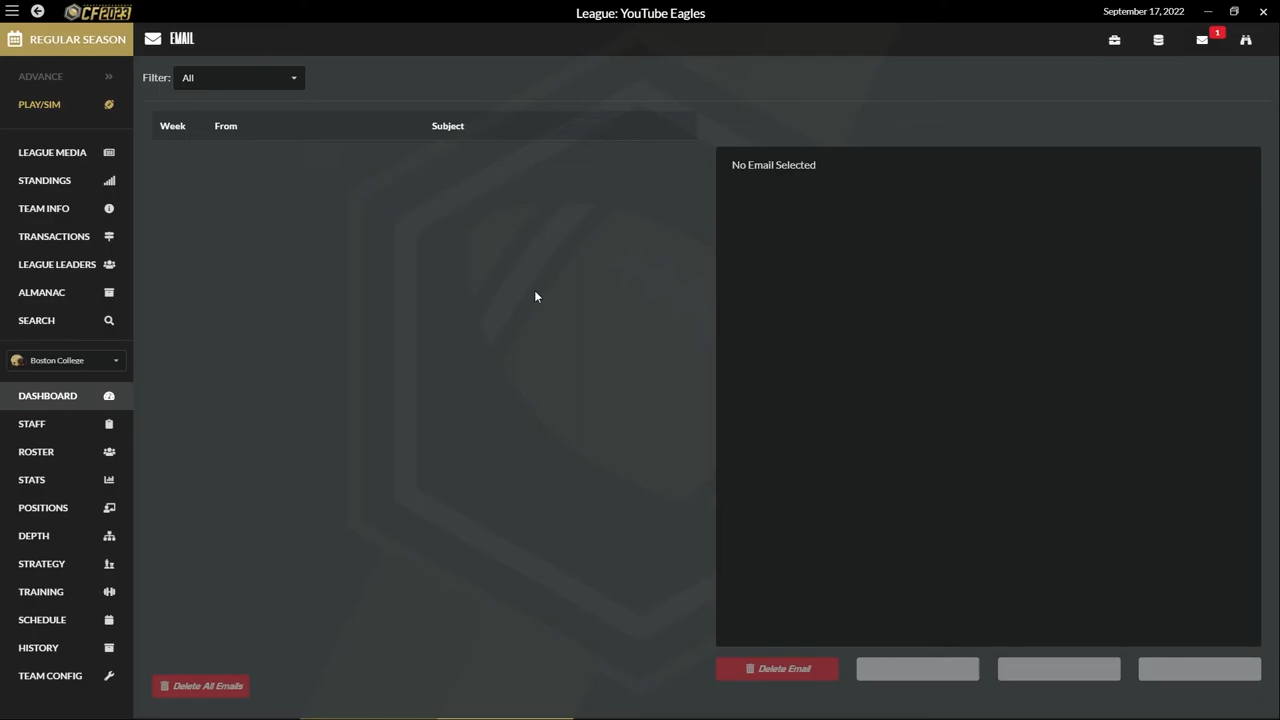 CF2023
League: YouTube Eagles
September 17, 2022
REGULAR SEASON
EMAIL
1
ADVANCE
Filter: All
PLAY/SIM
Week From Subject
LEAGUE MEDIA
No Email Selected
STANDINGS
TEAM INFO
TRANSACTIONS
LEAGUE LEADERS
ALMANAC
SEARCH
Boston College
DASHBOARD
STAFF
ROSTER
STATS
POSITIONS
DEPTH
STRATEGY
TRAINING
SCHEDULE
HISTORY
TEAM CONFIG
Delete Email
Delete All Emails